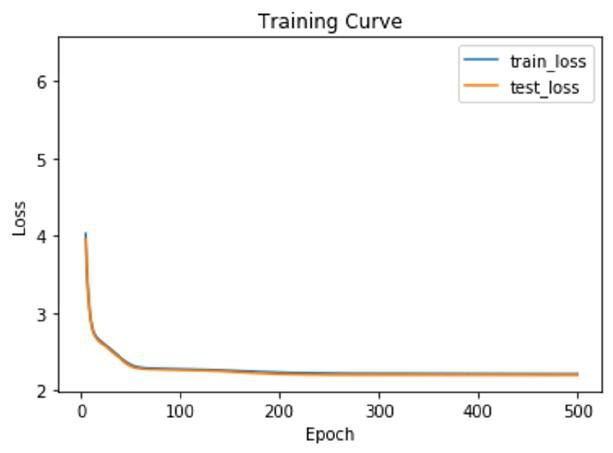 Training Curve
train_loss
test_loss
6
5
4
3
2
Loss
0 100 200 300 400 500
Epoch